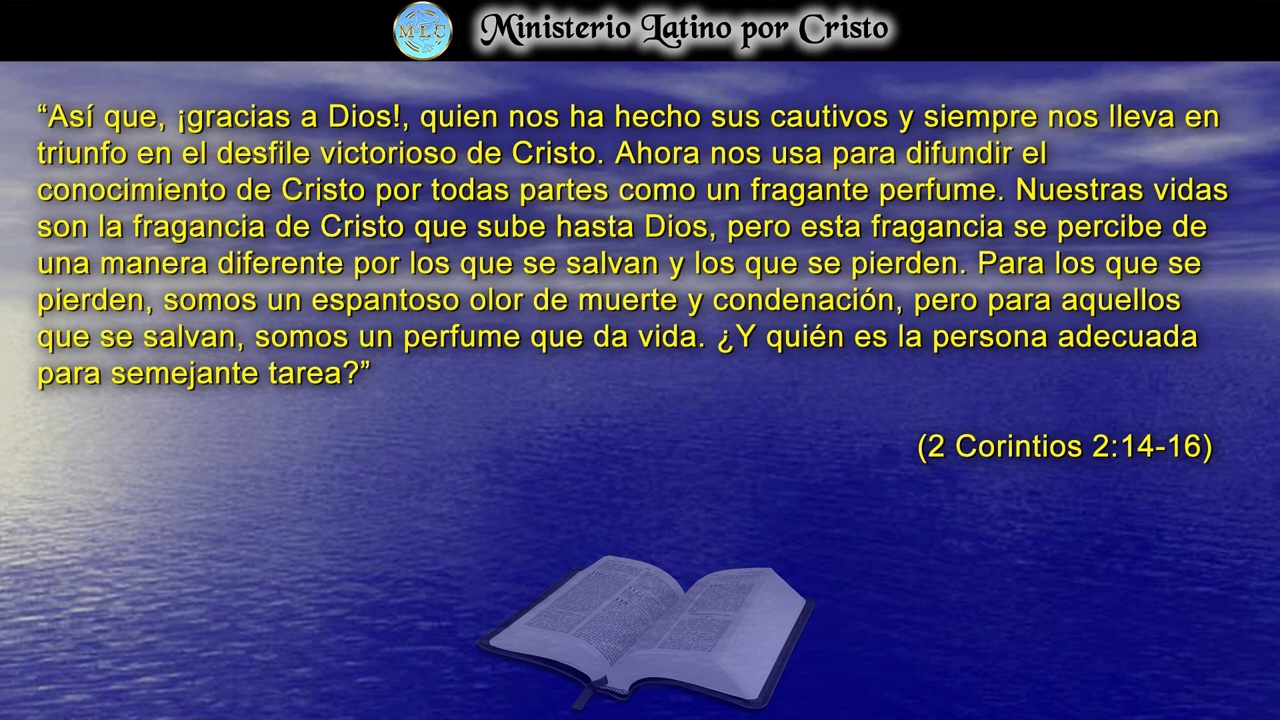 MLC
Ministerio Latino por Cristo
“Así que, ¡gracias a Dios!, quien nos ha hecho sus cautivos y siempre nos lleva en
triunfo en el desfile victorioso de Cristo. Ahora nos usa para difundir el
conocimiento de Cristo por todas partes como un fragante perfume. Nuestras vidas
son la fragancia de Cristo que sube hasta Dios, pero esta fragancia se percibe de
una manera diferente por los que se salvan y los que se pierden. Para los que se
pierden, somos un espantoso olor de muerte y condenación, pero para aquellos
que se salvan, somos un perfume que da vida. ¿Y quién es la persona adecuada
para semejante tarea?”
(2 Corintios 2:14-16)